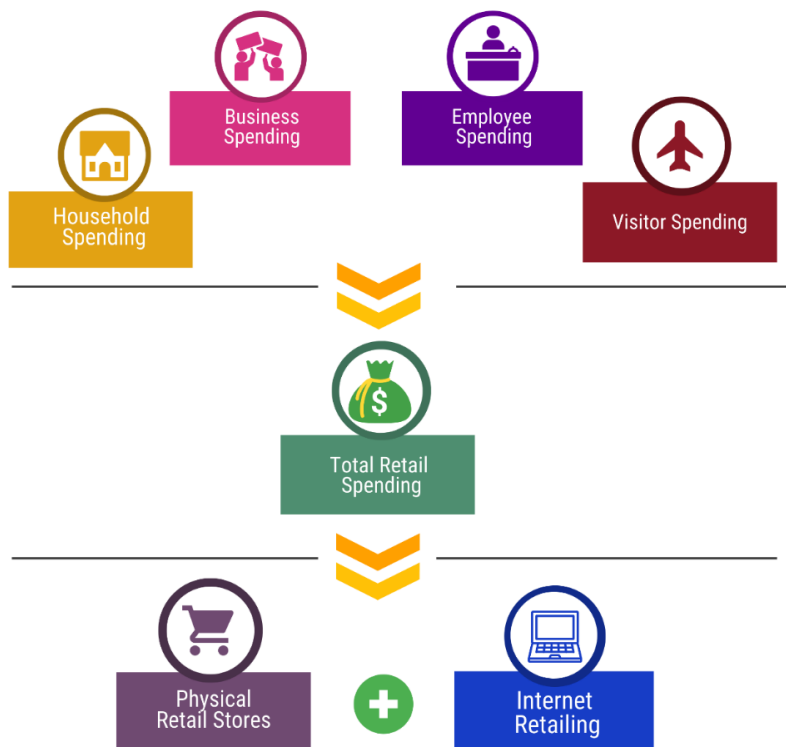 Business
Spending
Employee
Spending
Household
Spending
Visitor Spending
$
Total Retail
Spending
Physical
Retail Stores
Internet
Retailing